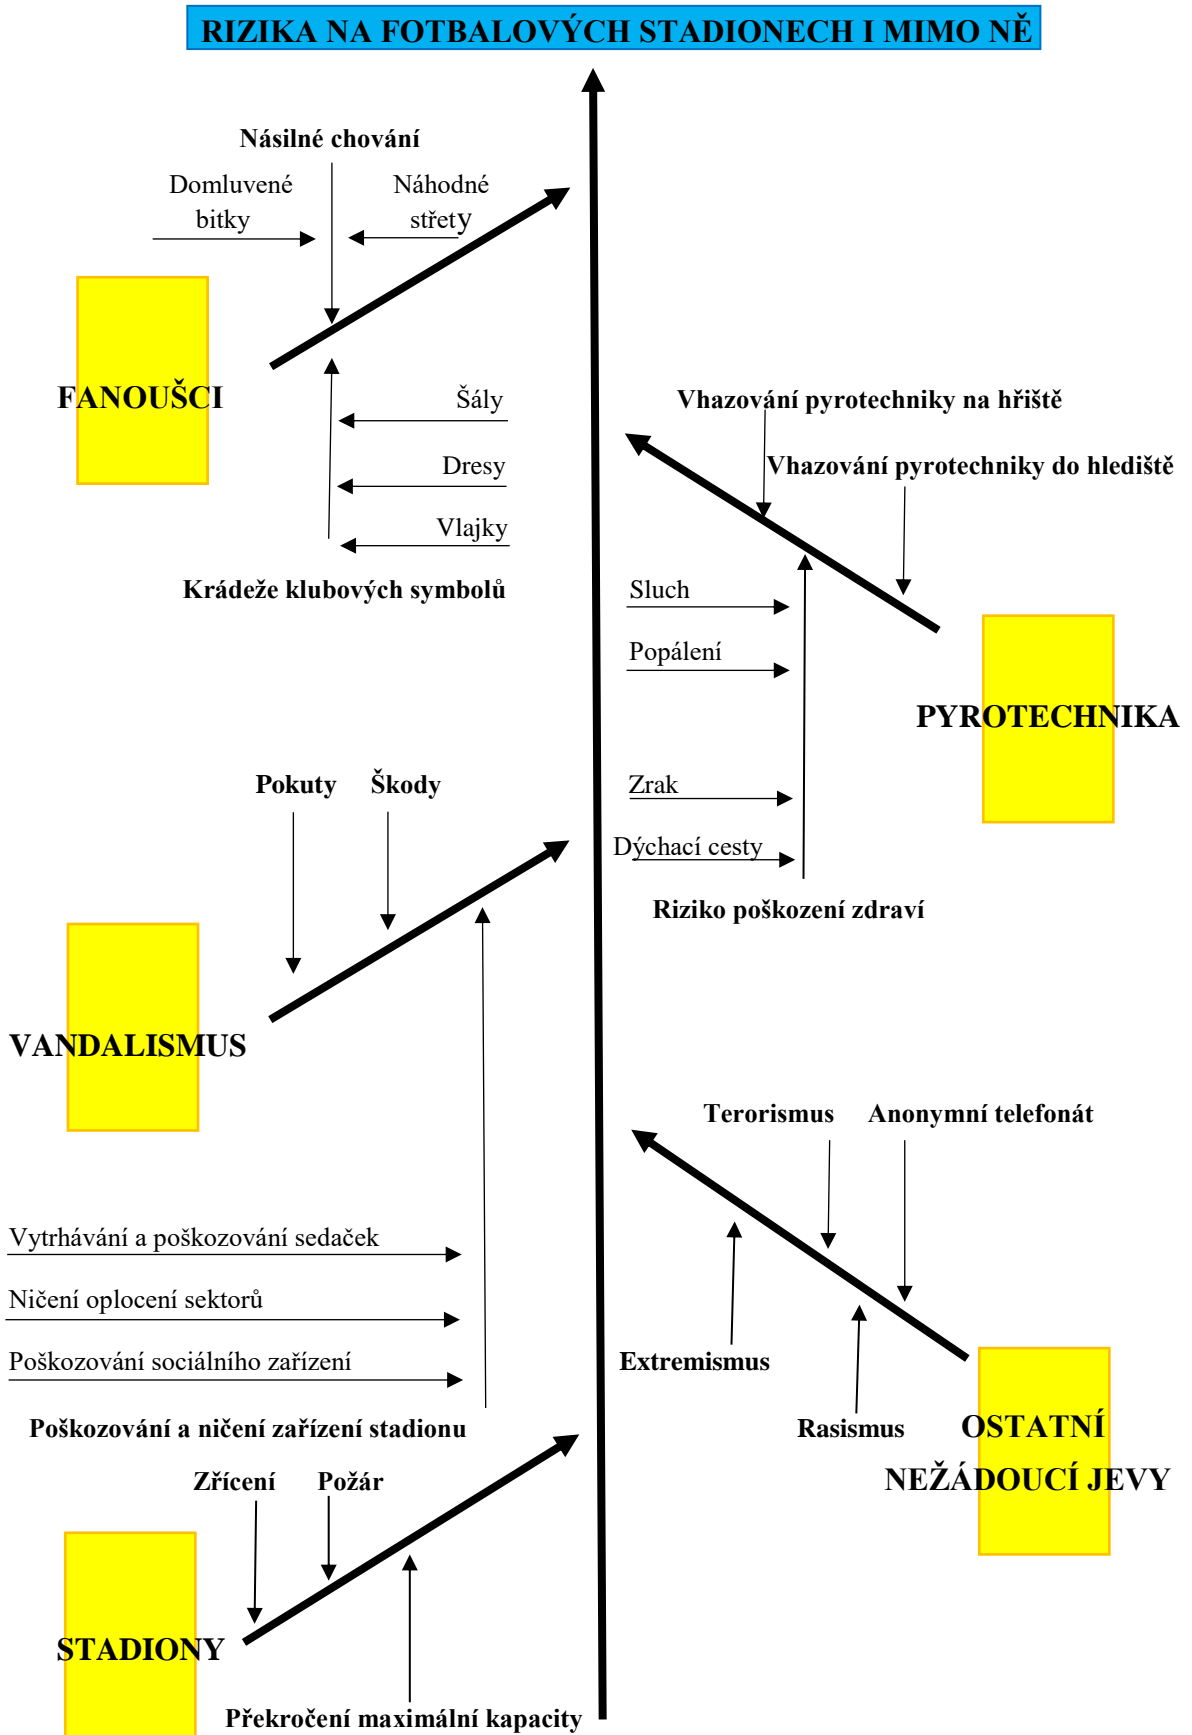 RIZIKA NA FOTBALOVÝCH STADIONECH I MIMO NĚ
Násilné chování
Domluvené
bitky
Náhodné
střety
FANOUŠCI
Šály
Dresy
Vlajky
Krádeže klubových symbolů
Vhazování pyrotechniky na hřiště
Vhazování pyrotechniky do hlediště
Sluch
Popálení
PYROTECHNIKA
Zrak
Dýchací cesty
Riziko poškození zdraví
Pokuty
Škody
VANDALISMUS
Vytrhávání a poškozování sedaček
Ničení oplocení sektorů
Poškozování sociálního zařízení
Poškozování a ničení zařízení stadionu
Terorismus
Anonymní telefonát
Extremismus
Rasismus
OSTATNÍ
NEŽÁDOUCÍ JEVY
Zřícení
Požár
STADIONY
Překročení maximální kapacity